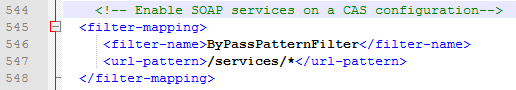 544 <!-- Enable SOAP services on a CAS configuration-->
545 <filter-mapping>
546 <filter-name>ByPassPatternFilter</filter-name>
547 <url-pattern>/services/*</url-pattern>
548 </filter-mapping>